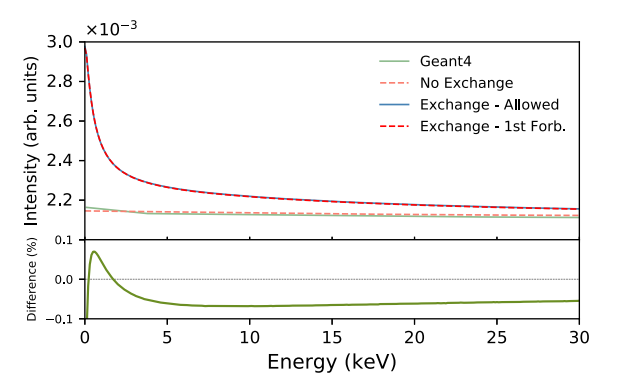 ×10⁻³
3.0
2.8
2.6
2.4
2.2
Intensity (arb. units)
Geant4
No Exchange
Exchange - Allowed
Exchange - 1st Forb.
0.1
0.0
−0.1
Difference (%)
0 5 10 15 20 25 30
Energy (keV)